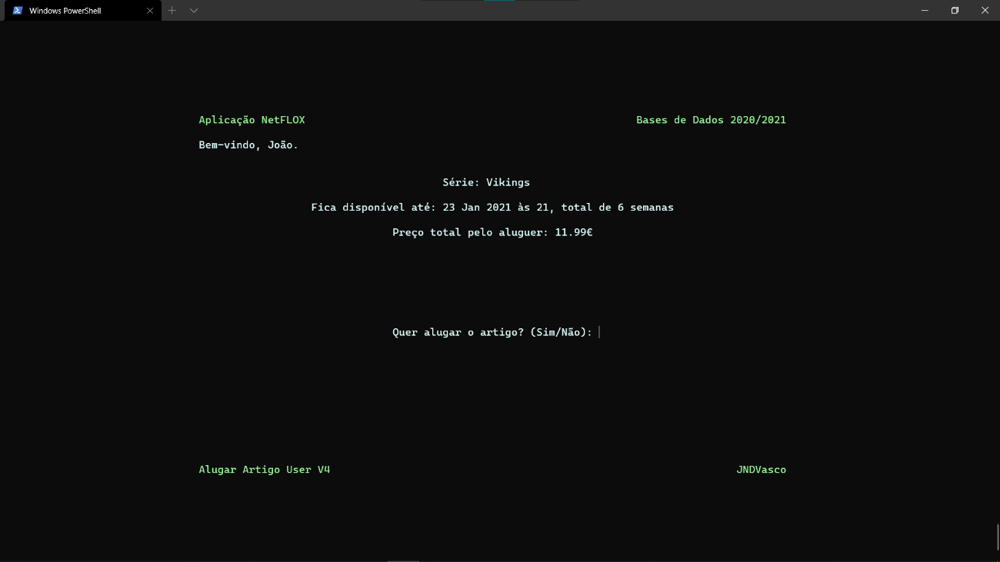 Windows PowerShell
Aplicação NetFLOX
Bases de Dados 2020/2021
Bem-vindo, João.
Série: Vikings
Fica disponível até: 23 Jan 2021 às 21, total de 6 semanas
Preço total pelo aluguer: 11.99€
Quer alugar o artigo? (Sim/Não):
Alugar Artigo User V4
JNDVasco